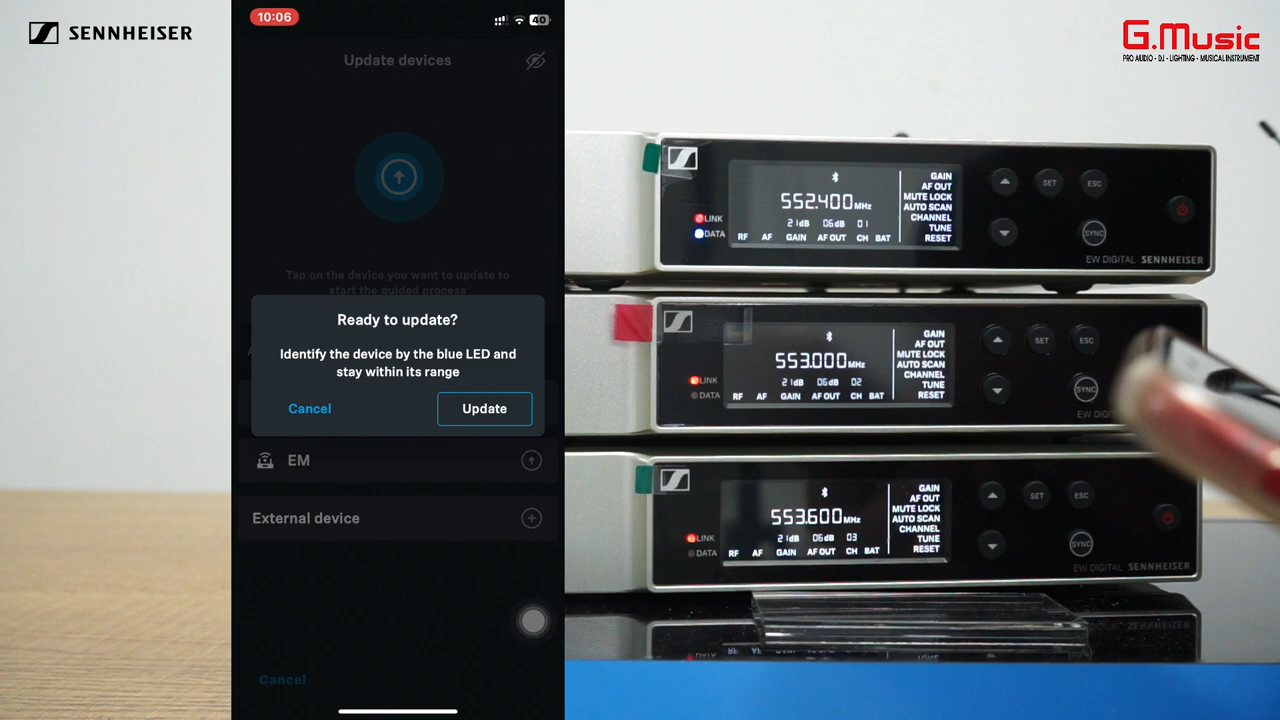 SENNHEISER
G.Music
PRO AUDIO - DJ - LIGHTING - MUSICAL INSTRUMENT
10:06
40
Update devices
Tap on the device you want to update to
start the guided process
Ready to update?
Identify the device by the blue LED and
stay within its range
Cancel
Update
EM
External device
Cancel
552.400 MHz
21dB 06dB 01
RF AF GAIN AF OUT CH BAT
LINK
DATA
GAIN
AF OUT
MUTE LOCK
AUTO SCAN
CHANNEL
TUNE
RESET
SET
ESC
SYNC
EW DIGITAL SENNHEISER
553.000 MHz
21dB 06dB 02
RF AF GAIN AF OUT CH BAT
LINK
DATA
GAIN
AF OUT
MUTE LOCK
AUTO SCAN
CHANNEL
TUNE
RESET
SET
ESC
SYNC
EW DIGITAL
553.600 MHz
21dB 06dB 03
RF AF GAIN AF OUT CH BAT
LINK
DATA
GAIN
AF OUT
MUTE LOCK
AUTO SCAN
CHANNEL
TUNE
RESET
SET
ESC
SYNC
EW DIGITAL SENNHEISER